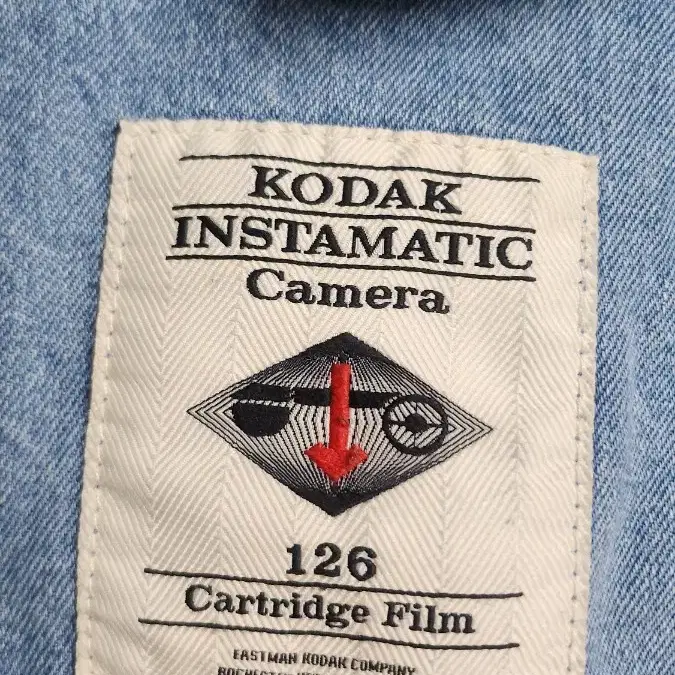 KODAK
INSTAMATIC
Camera
126
Cartridge Film
EASTMAN KODAK COMPANY